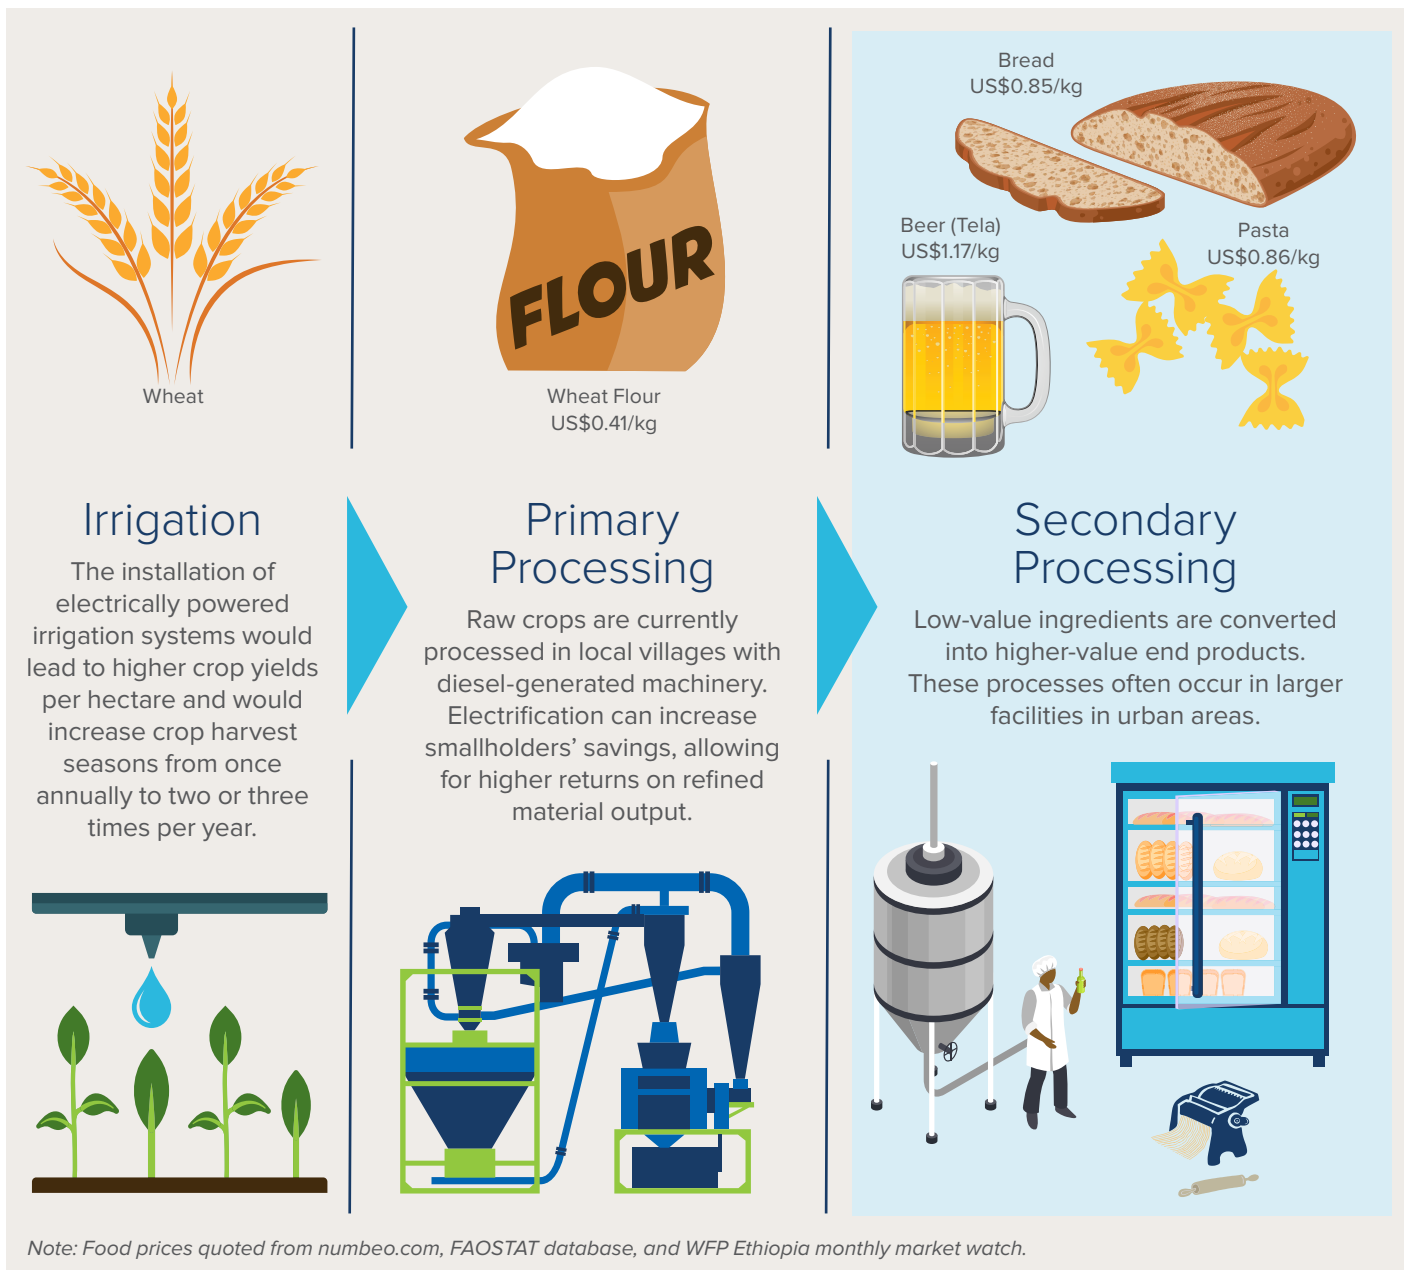 Wheat
FLOUR
Wheat Flour
US$0.41/kg
Bread
US$0.85/kg
Beer (Tela)
US$1.17/kg
Pasta
US$0.86/kg
Irrigation
The installation of
electrically powered
irrigation systems would
lead to higher crop yields
per hectare and would
increase crop harvest
seasons from once
annually to two or three
times per year.
Primary
Processing
Raw crops are currently
processed in local villages with
diesel-generated machinery.
Electrification can increase
smallholders’ savings, allowing
for higher returns on refined
material output.
Secondary
Processing
Low-value ingredients are converted
into higher-value end products.
These processes often occur in larger
facilities in urban areas.
Note: Food prices quoted from numbeo.com, FAOSTAT database, and WFP Ethiopia monthly market watch.